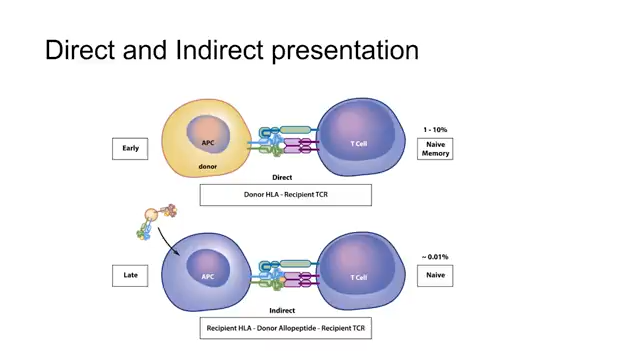 Direct and Indirect presentation
Early
APC
donor
T Cell
1 - 10%
Naive
Memory
Direct
Donor HLA - Recipient TCR
Late
APC
T Cell
~ 0.01%
Naive
Indirect
Recipient HLA - Donor Allopeptide - Recipient TCR